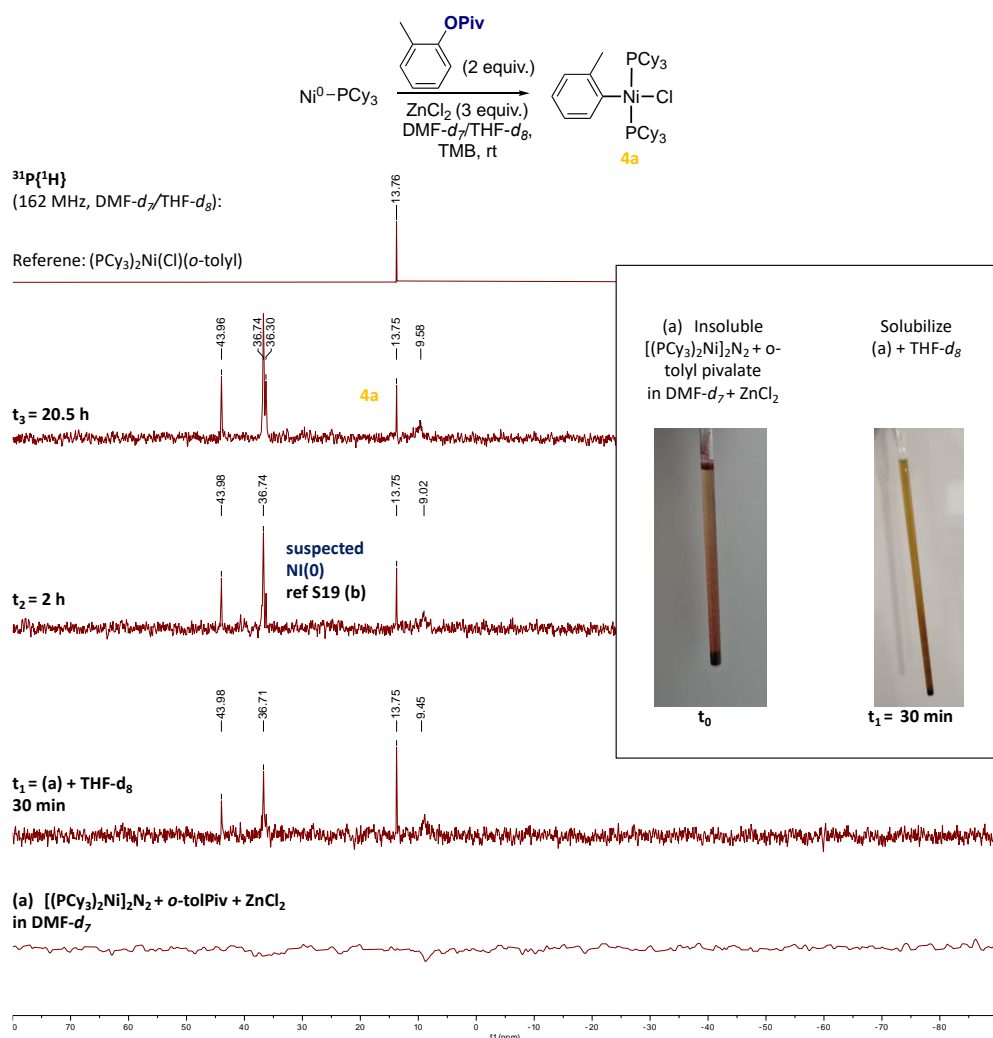 OPiv
(2 equiv.)
Ni⁰–PCy₃
ZnCl₂ (3 equiv.)
DMF-d₇/THF-d₈,
TMB, rt
PCy₃
Ni
Cl
PCy₃
4a
³¹P{¹H}
(162 MHz, DMF-d₇/THF-d₈):
13.76
Referene: (PCy₃)₂Ni(Cl)(o-tolyl)
43.96
36.74
36.30
13.75
9.58
4a
t₃ = 20.5 h
43.98
36.74
13.75
9.02
suspected
NI(0)
ref S19 (b)
t₂ = 2 h
43.98
36.71
13.75
9.45
t₁ = (a) + THF-d₈
30 min
(a) [(PCy₃)₂Ni]₂N₂ + o-tolPiv + ZnCl₂
in DMF-d₇
(a) Insoluble
[(PCy₃)₂Ni]₂N₂ + o-
tolyl pivalate
in DMF-d₇ + ZnCl₂
Solubilize
(a) + THF-d₈
t₀
t₁ = 30 min
0 70 60 50 40 30 20 10 0 -10 -20 -30 -40 -50 -60 -70 -80
f1 (ppm)